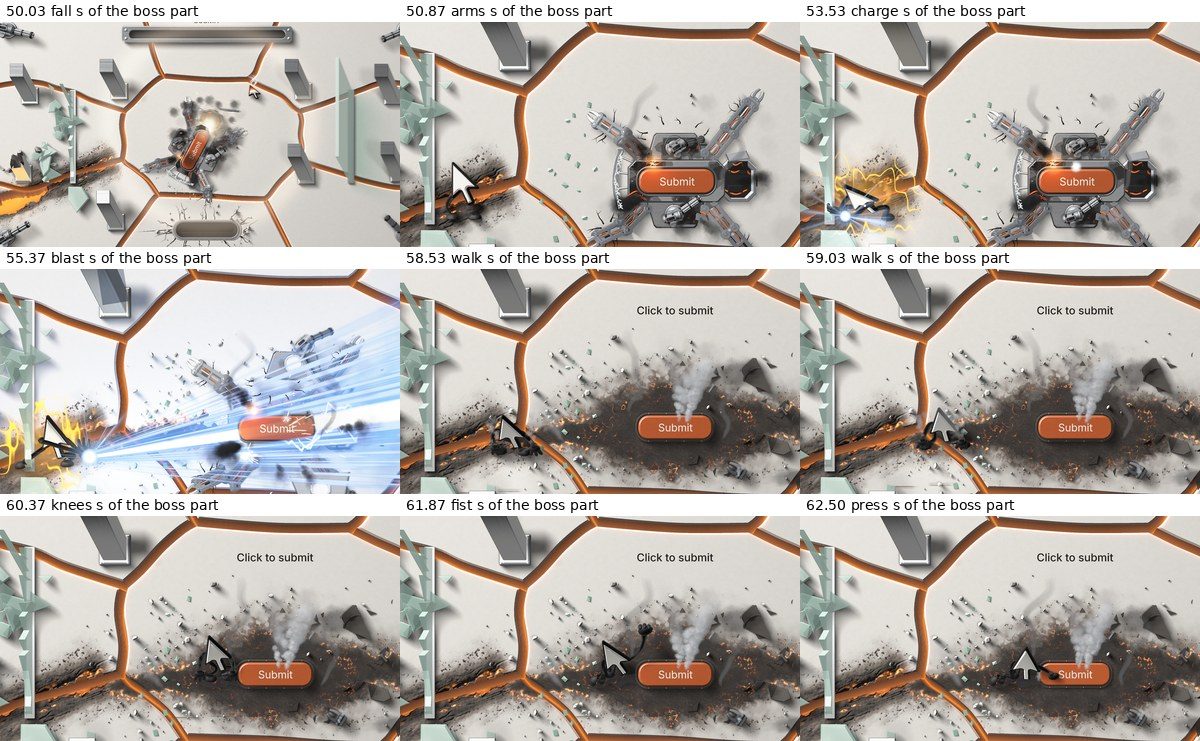 50.03 fall s of the boss part
50.87 arms s of the boss part
53.53 charge s of the boss part
Submit
Submit
Submit
55.37 blast s of the boss part
58.53 walk s of the boss part
59.03 walk s of the boss part
Click to submit
Click to submit
Submit
Submit
Submit
60.37 knees s of the boss part
61.87 fist s of the boss part
62.50 press s of the boss part
Click to submit
Click to submit
Click to submit
Submit
Submit
Submit